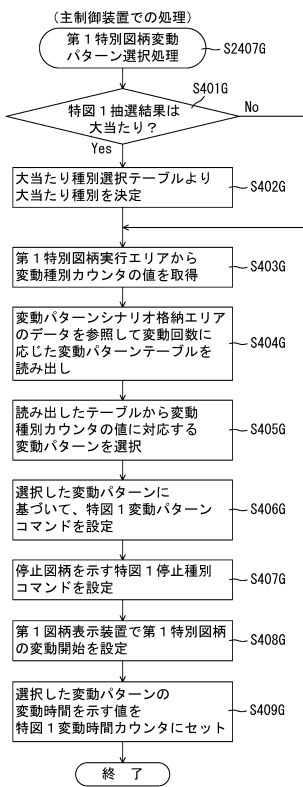 (主制御装置での処理)
第1特別図柄変動
パターン選択処理
S2407G
S401G
特図1抽選結果は
大当たり?
No
Yes
大当たり種別選択テーブルより
大当たり種別を決定
S402G
第1特別図柄実行エリアから
変動種別カウンタの値を取得
S403G
変動パターンシナリオ格納エリア
のデータを参照して変動回数に
応じた変動パターンテーブルを
読み出し
S404G
読み出したテーブルから変動
種別カウンタの値に対応する
変動パターンを選択
S405G
選択した変動パターンに
基づいて、特図1変動パターン
コマンドを設定
S406G
停止図柄を示す特図1停止種別
コマンドを設定
S407G
第1図柄表示装置で第1特別図柄
の変動開始を設定
S408G
選択した変動パターンの
変動時間を示す値を
特図1変動時間カウンタにセット
S409G
終了